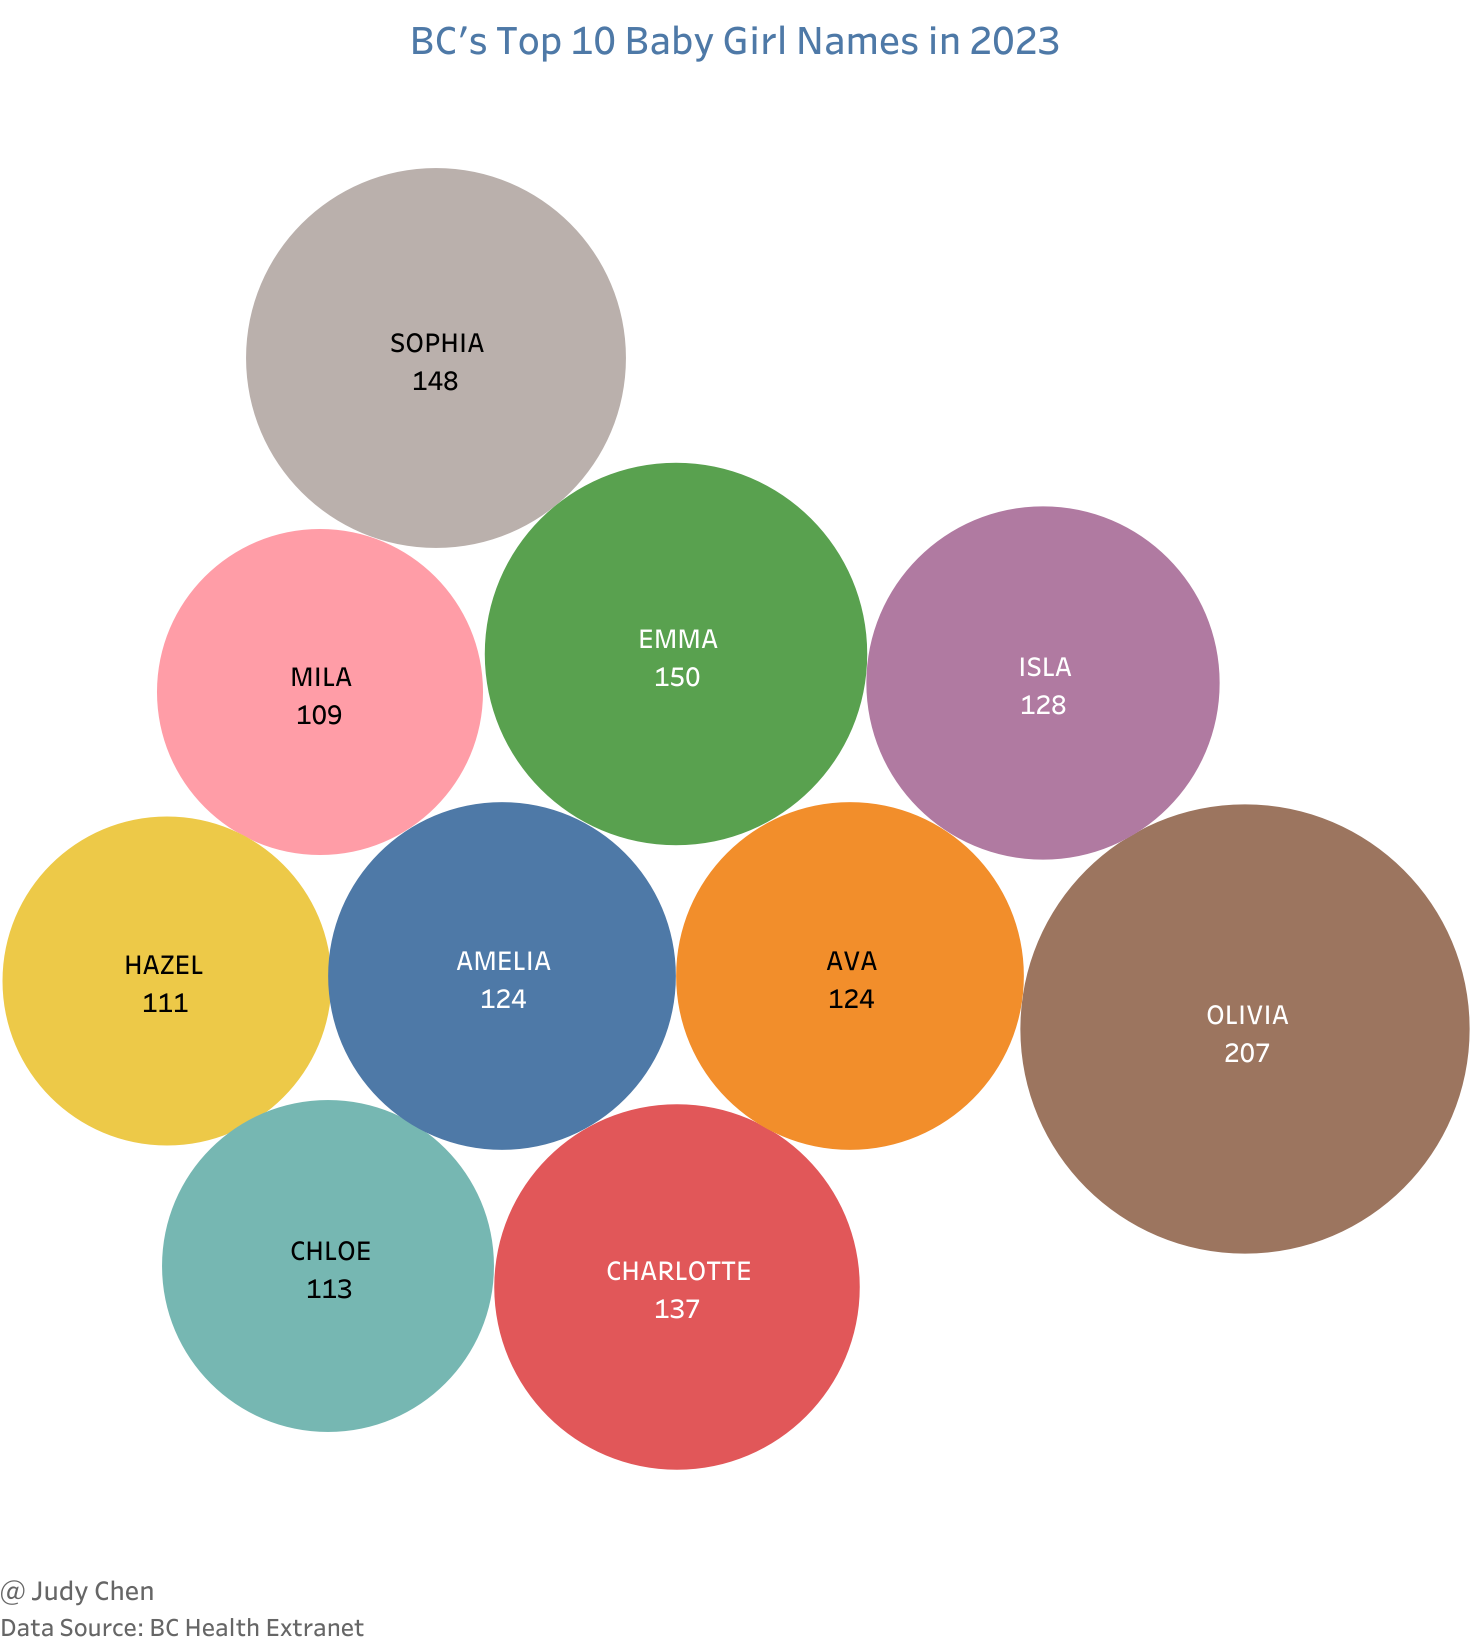 BC’s Top 10 Baby Girl Names in 2023
SOPHIA
148
EMMA
150
ISLA
128
MILA
109
HAZEL
111
AMELIA
124
AVA
124
OLIVIA
207
CHLOE
113
CHARLOTTE
137
@ Judy Chen
Data Source: BC Health Extranet